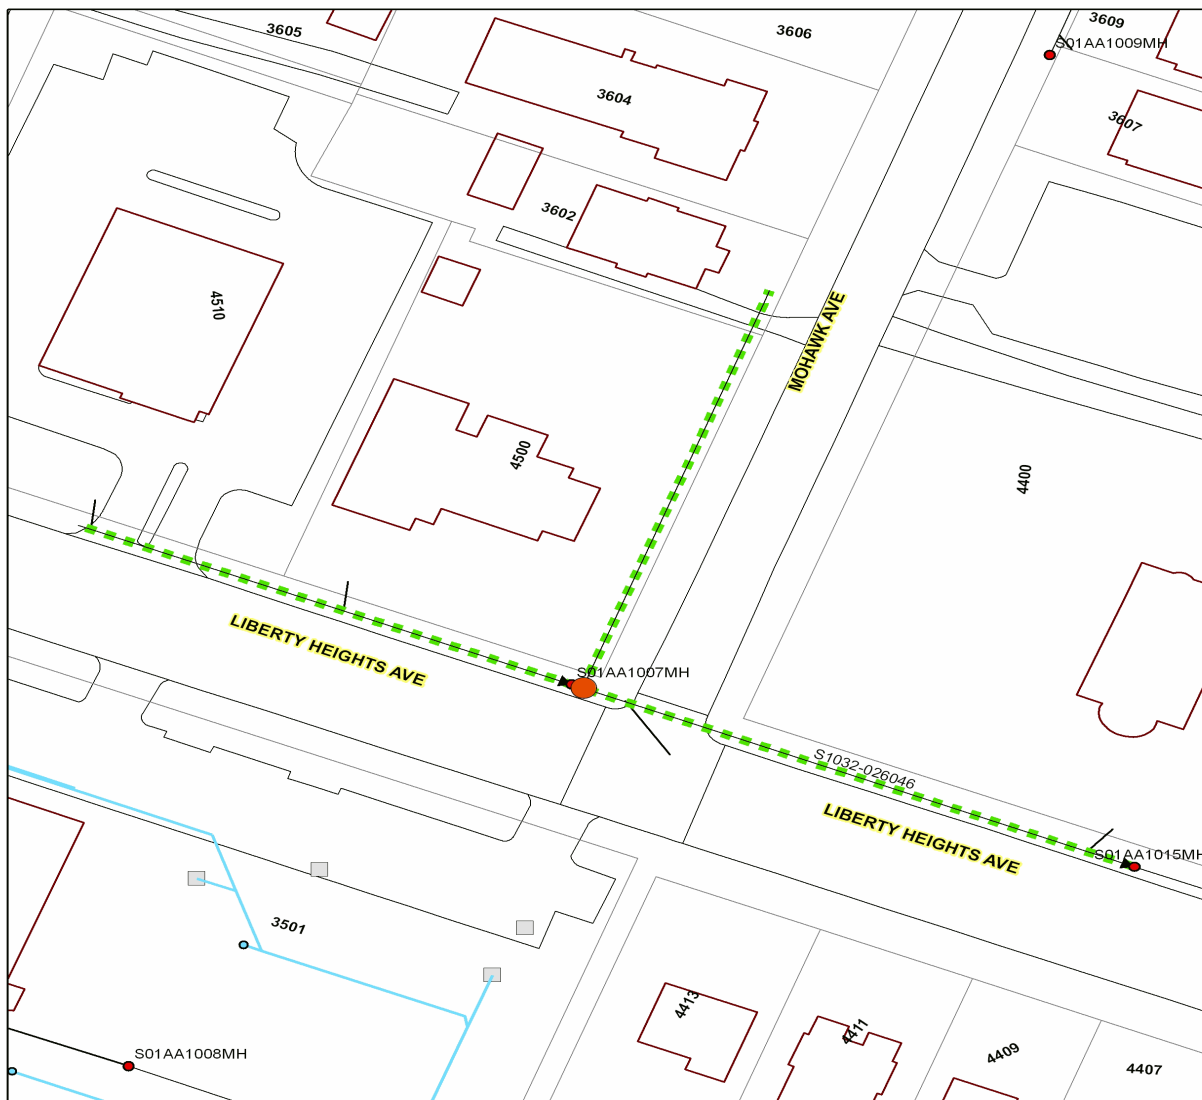 3605
3606
3609
S01AA1009MH
3604
3607
3602
4510
MOHAWK AVE
4500
4400
LIBERTY HEIGHTS AVE
S01AA1007MH
S1032-026046
LIBERTY HEIGHTS AVE
S01AA1015MH
3501
4413
4411
4409
4407
S01AA1008MH